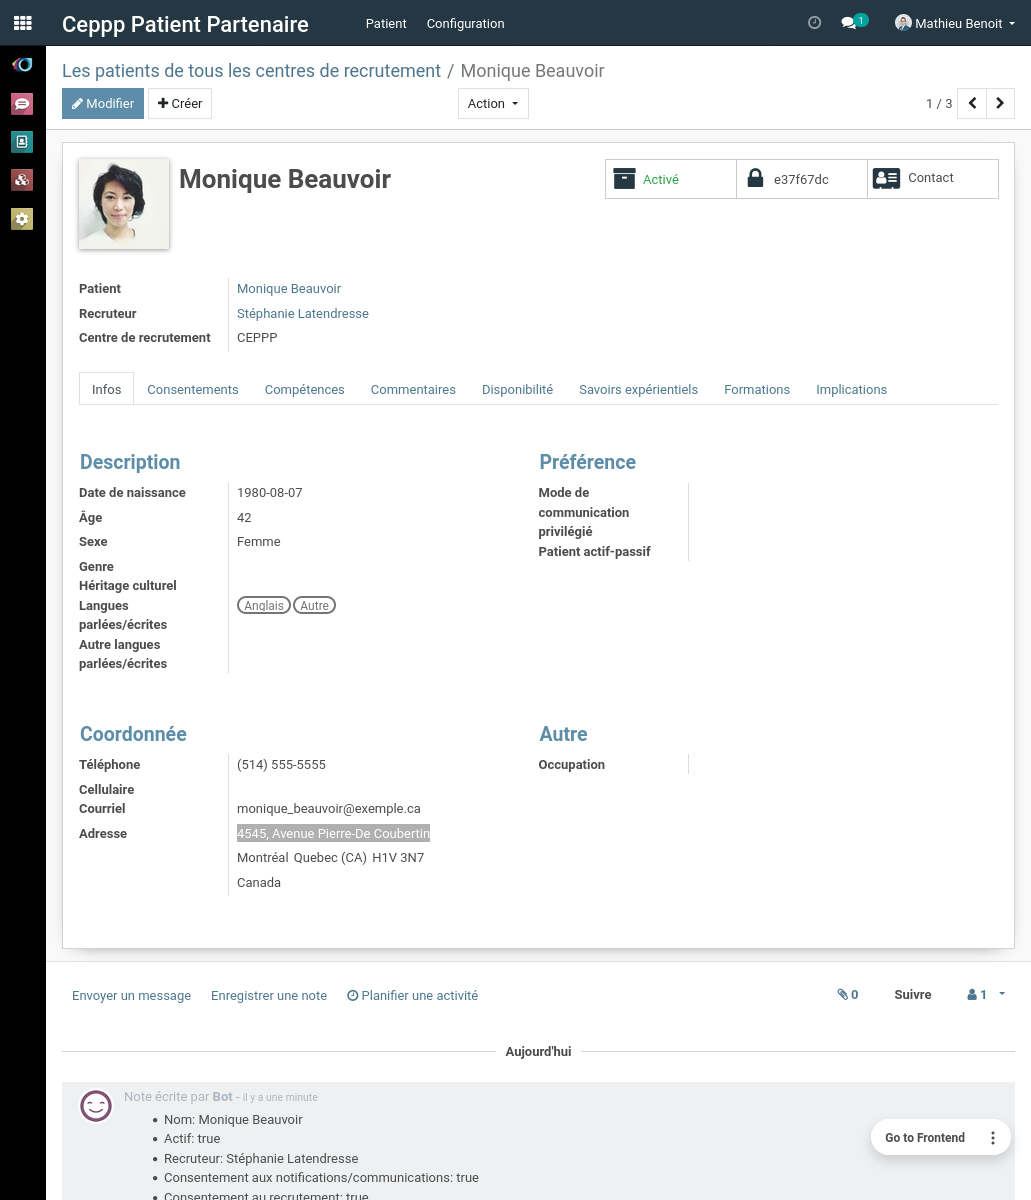 Ceppp Patient Partenaire Patient Configuration 1 Mathieu Benoit
Les patients de tous les centres de recrutement / Monique Beauvoir
Modifier Créer Action 1 / 3
Monique Beauvoir Activé e37f67dc Contact
Patient Monique Beauvoir
Recruteur Stéphanie Latendresse
Centre de recrutement CEPPP
Infos Consentements Compétences Commentaires Disponibilité Savoirs expérientiels Formations Implications
Description
Date de naissance 1980-08-07
Âge 42
Sexe Femme
Genre
Héritage culturel
Langues parlées/écrites Anglais Autre
Autre langues
parlées/écrites
Préférence
Mode de
communication
privilégié
Patient actif-passif
Coordonnée
Téléphone (514) 555-5555
Cellulaire
Courriel monique_beauvoir@exemple.ca
Adresse 4545, Avenue Pierre-De Coubertin
Montréal Quebec (CA) H1V 3N7
Canada
Autre
Occupation
Envoyer un message Enregistrer une note Planifier une activité 0 Suivre 1
Aujourd'hui
Note écrite par Bot - il y a une minute
Nom: Monique Beauvoir
Actif: true
Recruteur: Stéphanie Latendresse
Consentement aux notifications/communications: true
Consentement au recrutement: true
Go to Frontend